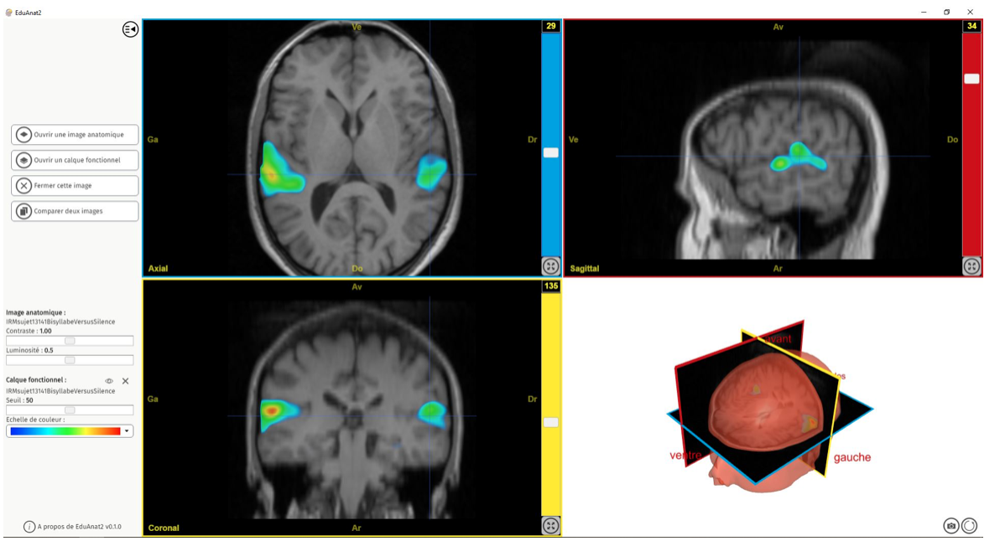 EduAnat2
Ouvrir une image anatomique
Ouvrir un calque fonctionnel
Fermer cette image
Comparer deux images
Image anatomique :
IRMsujet13141BisyllabeVersusSilence
Contraste : 1.00
Luminosité : 0.5
Calque fonctionnel :
IRMsujet13141BisyllabeVersusSilence
Seuil : 50
Echelle de couleur :
i A propos de EduAnat2 v0.1.0
Ve
29
Ga
Dr
Axial
Do
Av
34
Ve
Do
Sagittal
Ar
Av
135
Ga
Dr
Coronal
Ar
avant
ventre
gauche